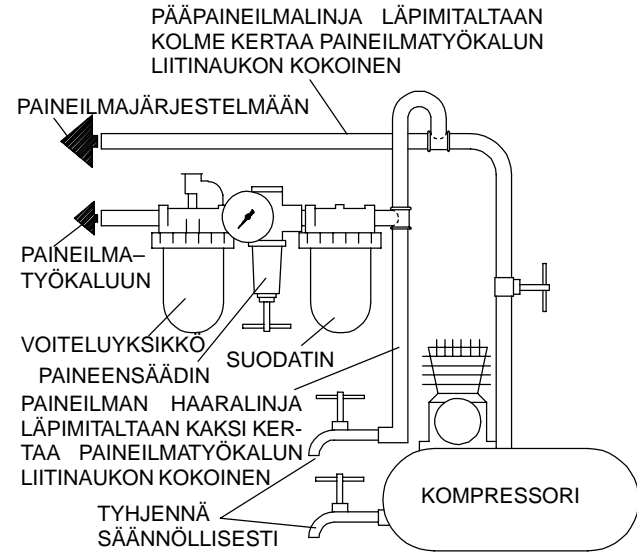 PÄÄPAINEILMALINJA LÄPIMITALTAAN
KOLME KERTAA PAINEILMATYÖKALUN
LIITINAUKON KOKOINEN
PAINEILMAJÄRJESTELMÄÄN
PAINEILMA–
TYÖKALUUN
VOITELUYKSIKKÖ
SUODATIN
PAINEENSÄÄDIN
PAINEILMAN HAARALINJA
LÄPIMITALTAAN KAKSI KER-
TAA PAINEILMATYÖKALUN
LIITINAUKON KOKOINEN
KOMPRESSORI
TYHJENNÄ
SÄÄNNÖLLISESTI